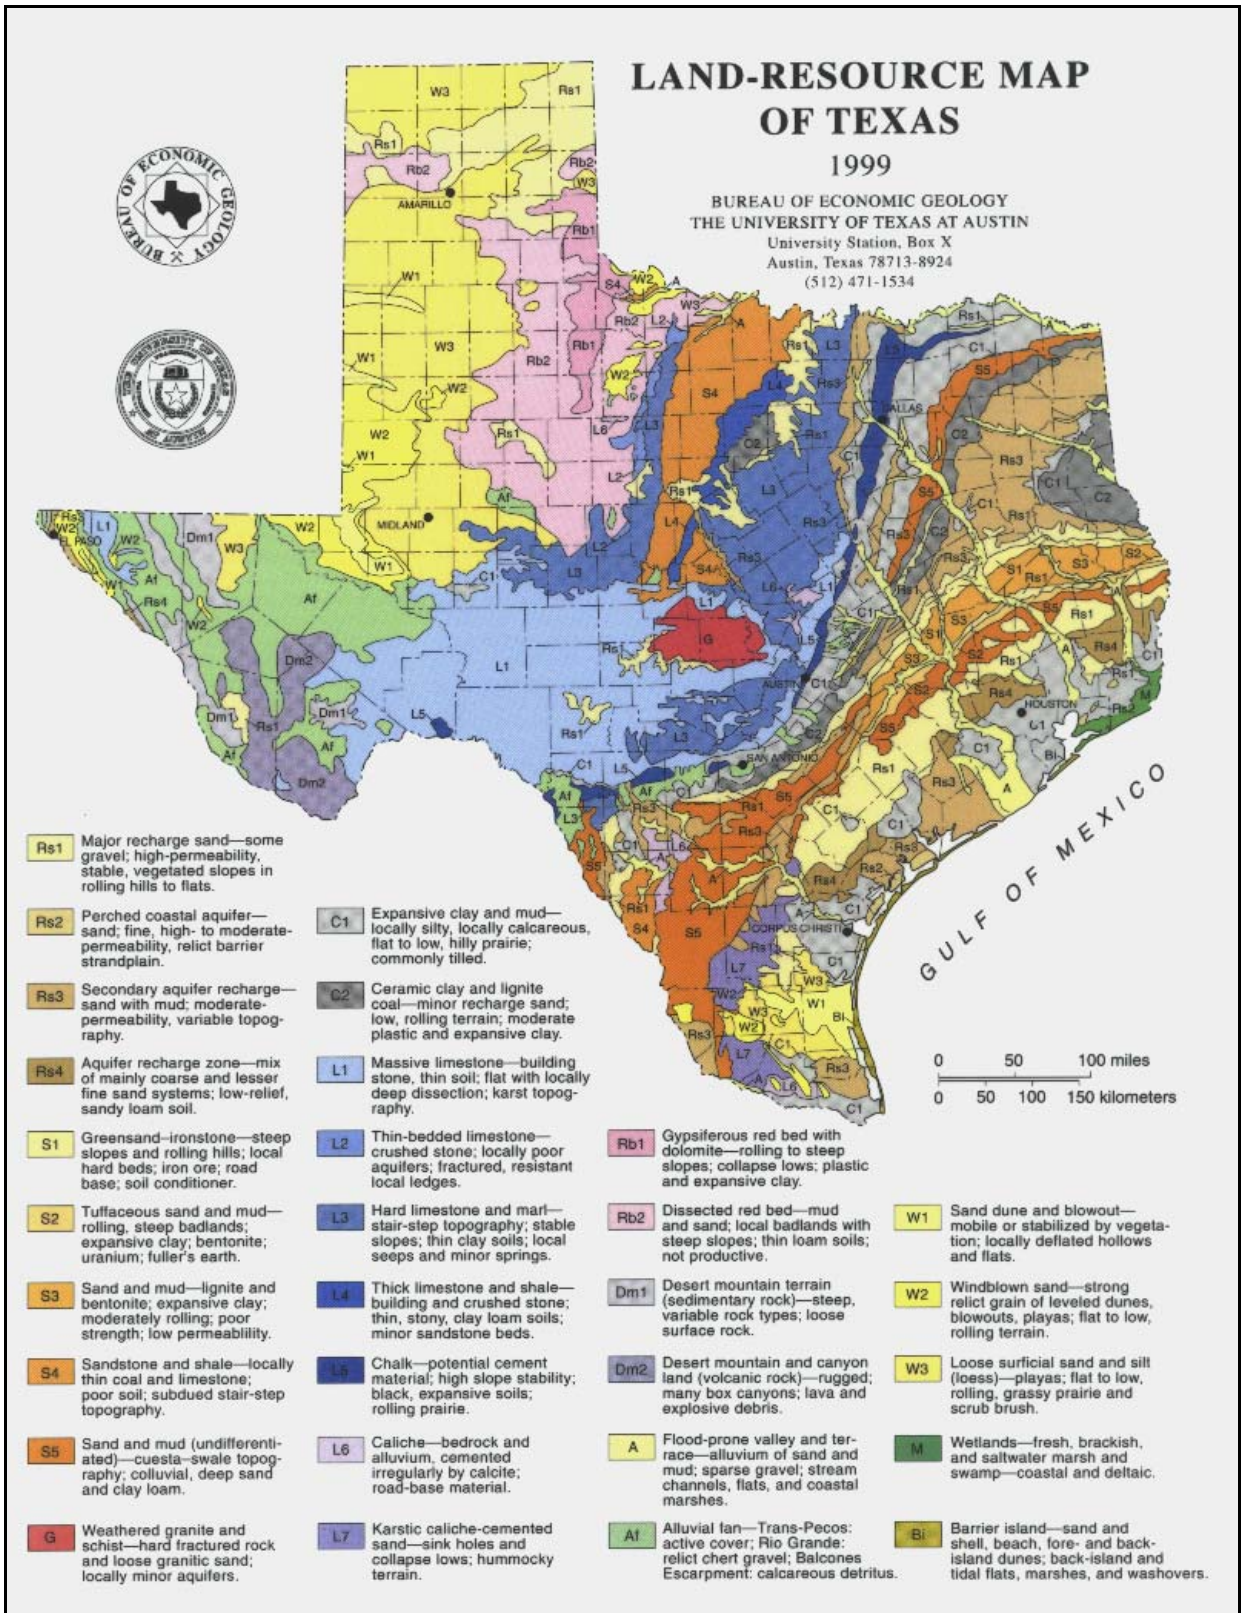 LAND-RESOURCE MAP
OF TEXAS
1999
BUREAU OF ECONOMIC GEOLOGY
THE UNIVERSITY OF TEXAS AT AUSTIN
University Station, Box X
Austin, Texas 78713-8924
(512) 471-1534
BUREAU OF ECONOMIC GEOLOGY
AMARILLO
DALLAS
MIDLAND
EL PASO
AUSTIN
HOUSTON
SAN ANTONIO
CORPUS CHRISTI
GULF OF MEXICO
0 50 100 miles
0 50 100 150 kilometers
Rs1 Major recharge sand—some
gravel; high-permeability,
stable, vegetated slopes in
rolling hills to flats.
Rs2 Perched coastal aquifer—
sand; fine, high- to moderate-
permeability, relict barrier
strandplain.
Rs3 Secondary aquifer recharge—
sand with mud; moderate-
permeability, variable topog-
raphy.
Rs4 Aquifer recharge zone—mix
of mainly coarse and lesser
fine sand systems; low-relief,
sandy loam soil.
S1 Greensand–ironstone—steep
slopes and rolling hills; local
hard beds; iron ore; road
base; soil conditioner.
S2 Tuffaceous sand and mud—
rolling, steep badlands;
expansive clay; bentonite;
uranium; fuller's earth.
S3 Sand and mud—lignite and
bentonite; expansive clay;
moderately rolling; poor
strength; low permeablility.
S4 Sandstone and shale—locally
thin coal and limestone;
poor soil; subdued stair-step
topography.
S5 Sand and mud (undifferenti-
ated)—cuesta–swale topog-
raphy; colluvial, deep sand
and clay loam.
G Weathered granite and
schist—hard fractured rock
and loose granitic sand;
locally minor aquifers.
C1 Expansive clay and mud—
locally silty, locally calcareous,
flat to low, hilly prairie;
commonly tilled.
C2 Ceramic clay and lignite
coal—minor recharge sand;
low, rolling terrain; moderate
plastic and expansive clay.
L1 Massive limestone—building
stone, thin soil; flat with locally
deep dissection; karst topog-
raphy.
L2 Thin-bedded limestone—
crushed stone; locally poor
aquifers; fractured, resistant
local ledges.
L3 Hard limestone and marl—
stair-step topography; stable
slopes; thin clay soils; local
seeps and minor springs.
L4 Thick limestone and shale—
building and crushed stone;
thin, stony, clay loam soils;
minor sandstone beds.
L5 Chalk—potential cement
material; high slope stability;
black, expansive soils;
rolling prairie.
L6 Caliche—bedrock and
alluvium, cemented
irregularly by calcite;
road-base material.
L7 Karstic caliche-cemented
sand—sink holes and
collapse lows; hummocky
terrain.
Rb1 Gypsiferous red bed with
dolomite—rolling to steep
slopes; collapse lows; plastic
and expansive clay.
Rb2 Dissected red bed—mud
and sand; local badlands with
steep slopes; thin loam soils;
not productive.
Dm1 Desert mountain terrain
(sedimentary rock)—steep,
variable rock types; loose
surface rock.
Dm2 Desert mountain and canyon
land (volcanic rock)—rugged;
many box canyons; lava and
explosive debris.
A Flood-prone valley and ter-
race—alluvium of sand and
mud; sparse gravel; stream
channels, flats, and coastal
marshes.
Af Alluvial fan—Trans-Pecos:
active cover; Rio Grande:
relict chert gravel; Balcones
Escarpment: calcareous detritus.
W1 Sand dune and blowout—
mobile or stabilized by vegeta-
tion; locally deflated hollows
and flats.
W2 Windblown sand—strong
relict grain of leveled dunes,
blowouts, playas; flat to low,
rolling terrain.
W3 Loose surficial sand and silt
(loess)—playas; flat to low,
rolling, grassy prairie and
scrub brush.
M Wetlands—fresh, brackish,
and saltwater marsh and
swamp—coastal and deltaic.
Bi Barrier island—sand and
shell, beach, fore- and back-
island dunes; back-island and
tidal flats, marshes, and washovers.